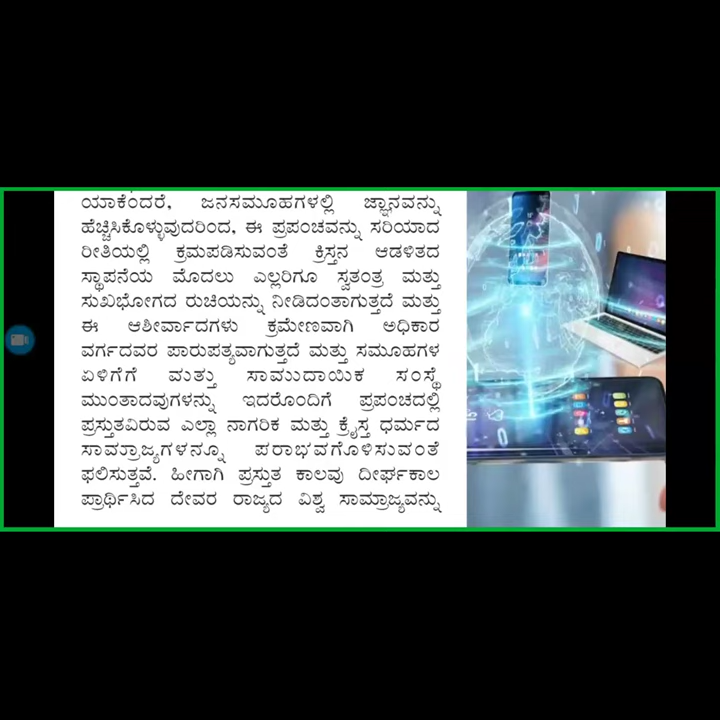 ಯಾಕೆಂದರೆ, ಜನಸಮೂಹಗಳಲ್ಲಿ ಜ್ಞಾನವನ್ನು
ಹೆಚ್ಚಿಸಿಕೊಳ್ಳುವುದರಿಂದ, ಈ ಪ್ರಪಂಚವನ್ನು ಸರಿಯಾದ
ರೀತಿಯಲ್ಲಿ ಕ್ರಮಪಡಿಸುವಂತೆ ಕ್ರಿಸ್ತನ ಆಡಳಿತದ
ಸ್ಥಾಪನೆಯ ಮೊದಲು ಎಲ್ಲರಿಗೂ ಸ್ವತಂತ್ರ ಮತ್ತು
ಸುಖಭೋಗದ ರುಚಿಯನ್ನು ನೀಡಿದಂತಾಗುತ್ತದೆ ಮತ್ತು
ಈ ಆಶೀರ್ವಾದಗಳು ಕ್ರಮೇಣವಾಗಿ ಅಧಿಕಾರ
ವರ್ಗದವರ ಪಾರುಪತ್ಯವಾಗುತ್ತದೆ ಮತ್ತು ಸಮೂಹಗಳ
ಏಳಿಗೆಗೆ ಮತ್ತು ಸಾಮುದಾಯಿಕ ಸಂಸ್ಥೆ
ಮುಂತಾದವುಗಳನ್ನು ಇದರೊಂದಿಗೆ ಪ್ರಪಂಚದಲ್ಲಿ
ಪ್ರಸ್ತುತವಿರುವ ಎಲ್ಲಾ ನಾಗರಿಕ ಮತ್ತು ಕ್ರೈಸ್ತ ಧರ್ಮದ
ಸಾಮ್ರಾಜ್ಯಗಳನ್ನೂ ಪರಾಭವಗೊಳಿಸುವಂತೆ
ಫಲಿಸುತ್ತವೆ. ಹೀಗಾಗಿ ಪ್ರಸ್ತುತ ಕಾಲವು ದೀರ್ಘಕಾಲ
ಪ್ರಾರ್ಥಿಸಿದ ದೇವರ ರಾಜ್ಯದ ವಿಶ್ವ ಸಾಮ್ರಾಜ್ಯವನ್ನು